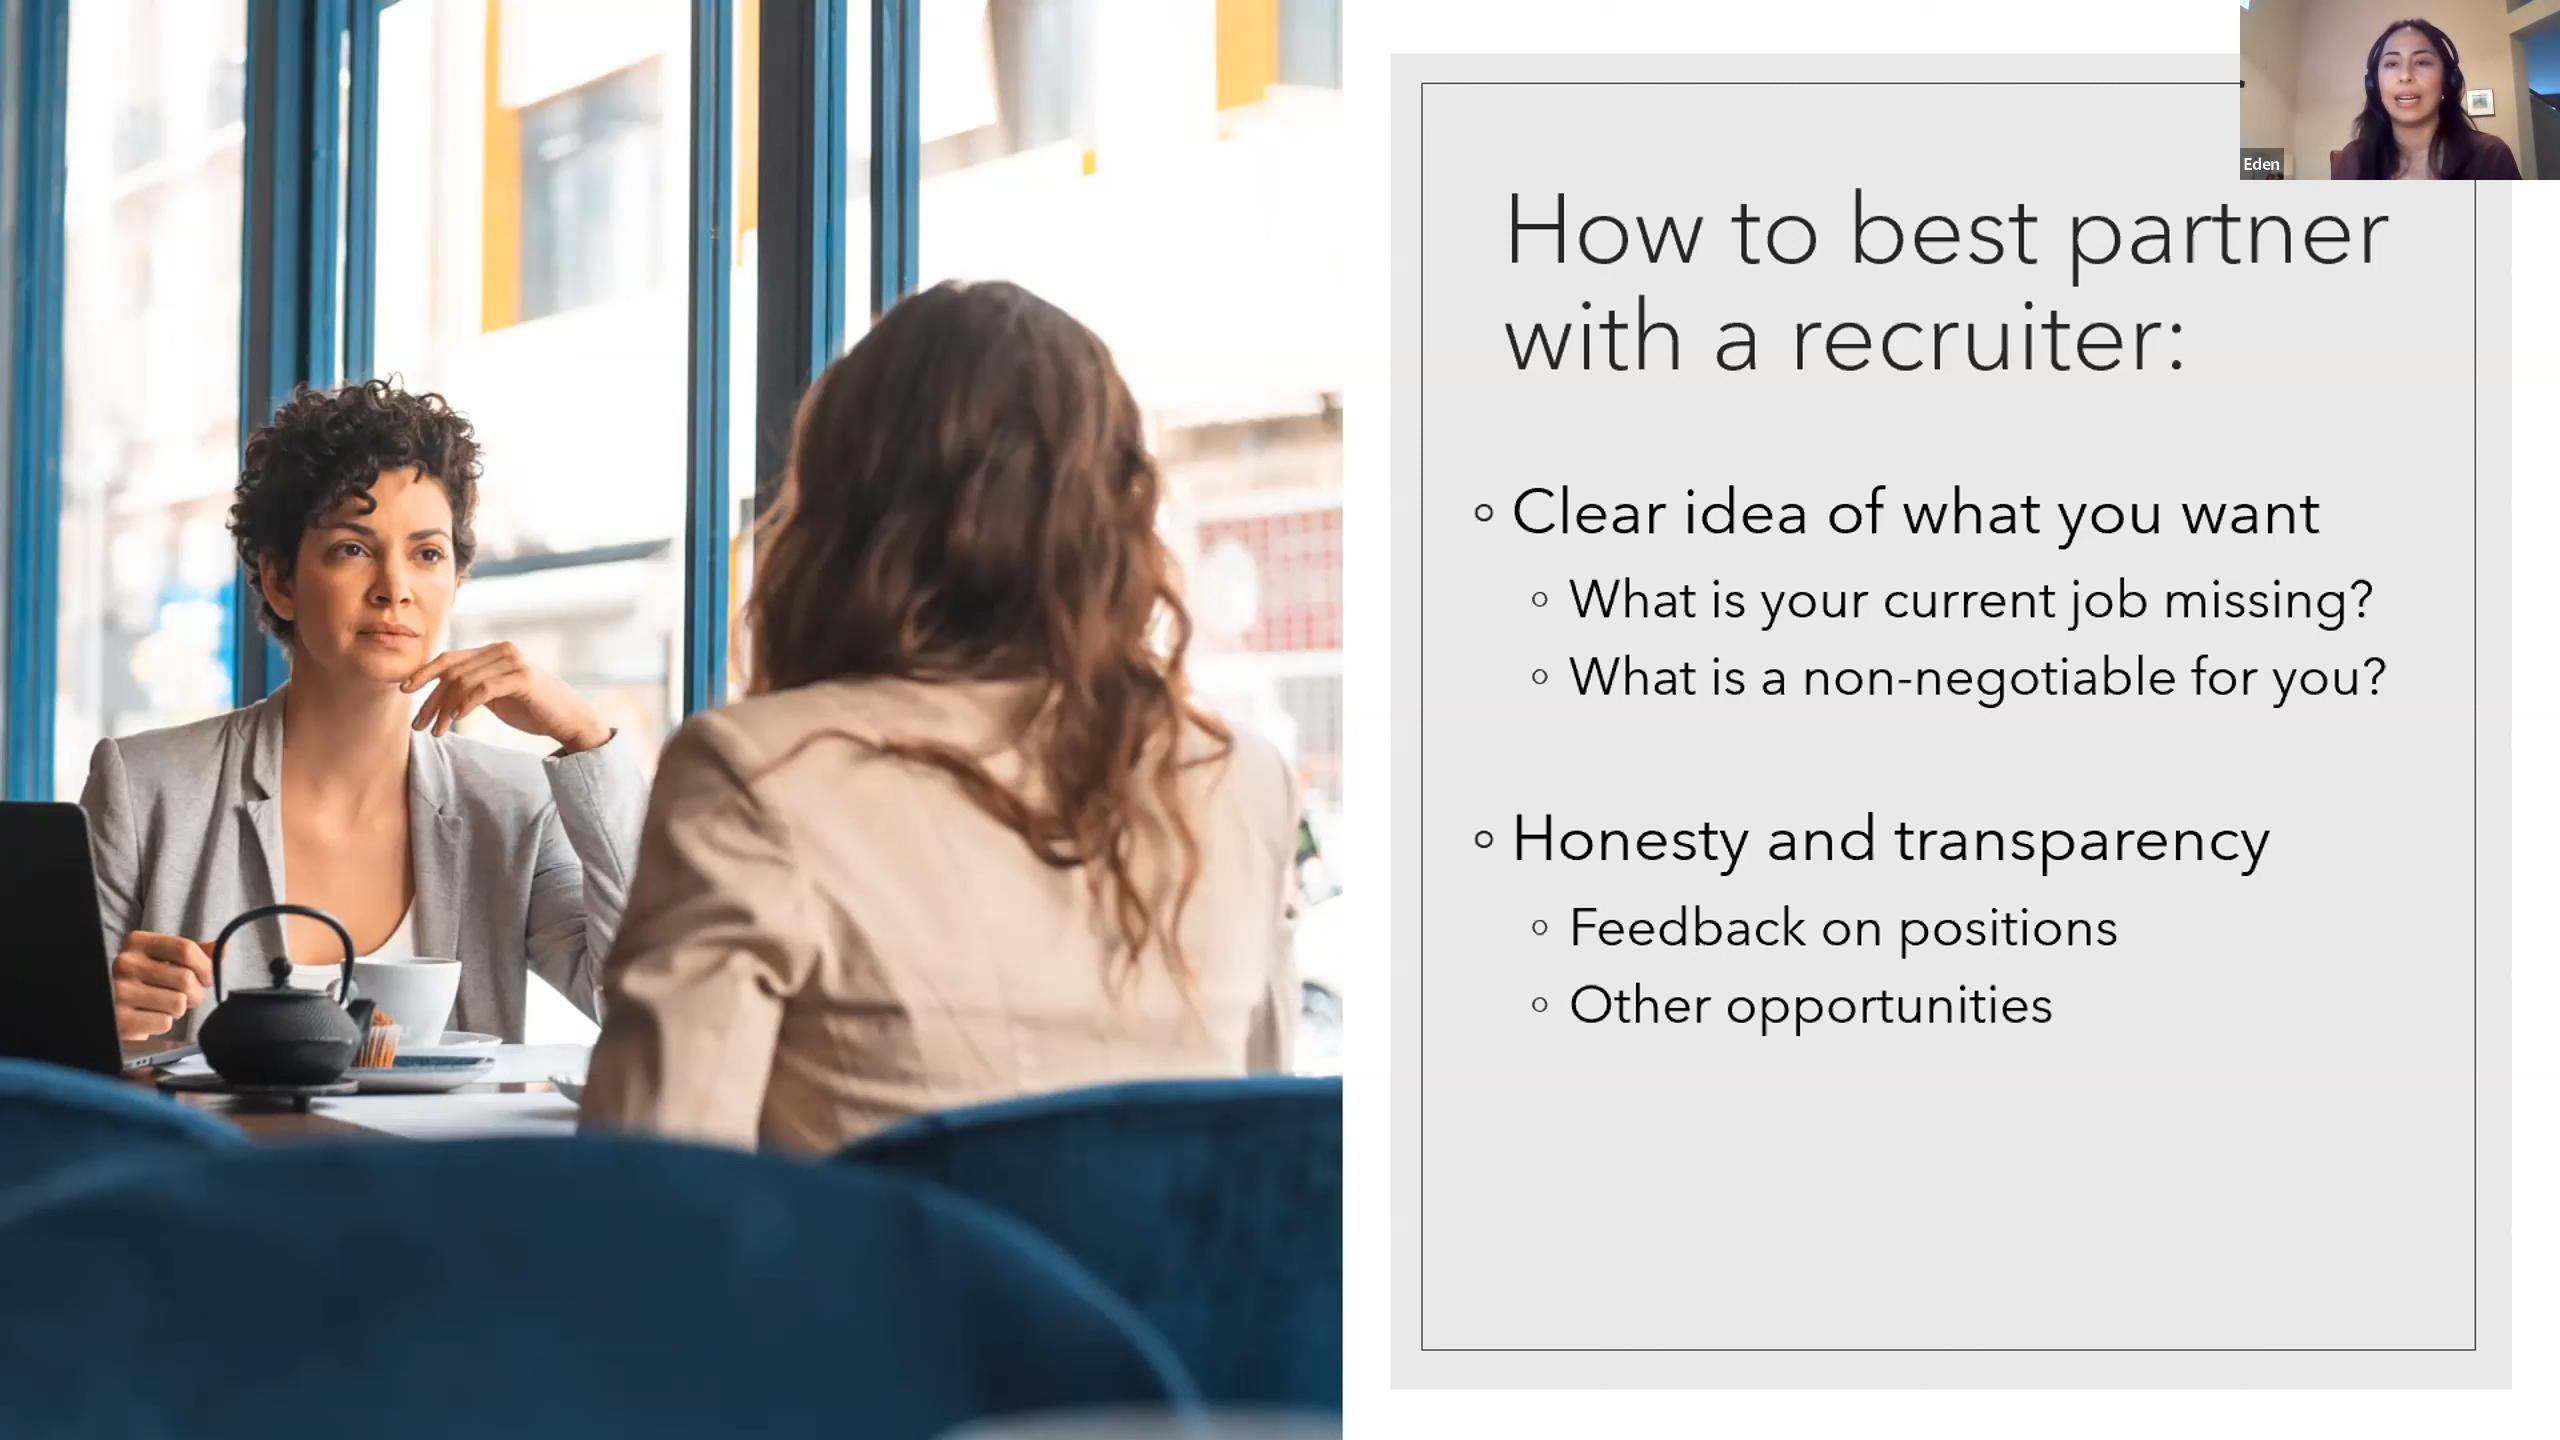 Eden
How to best partner
with a recruiter:
Clear idea of what you want
What is your current job missing?
What is a non-negotiable for you?
Honesty and transparency
Feedback on positions
Other opportunities